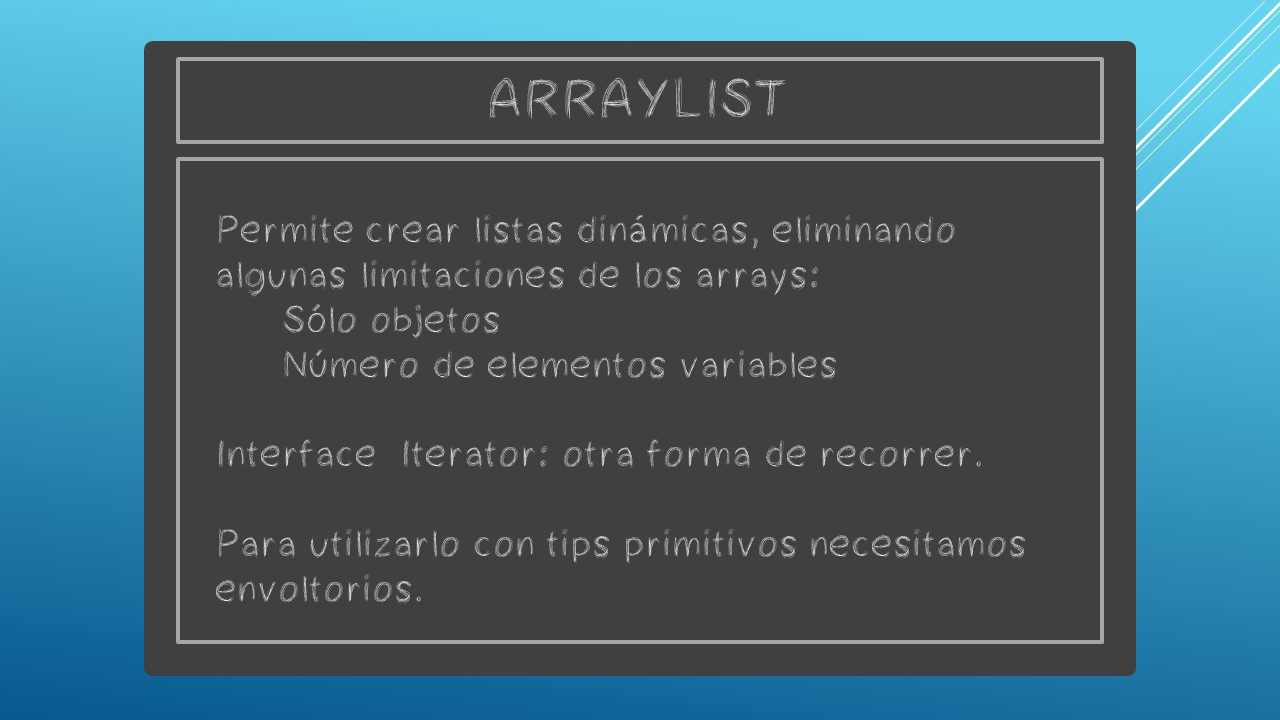 ARRAYLIST
Permite crear listas dinámicas, eliminando
algunas limitaciones de los arrays:
Sólo objetos
Número de elementos variables
Interface  Iterator: otra forma de recorrer.
Para utilizarlo con tips primitivos necesitamos
envoltorios.